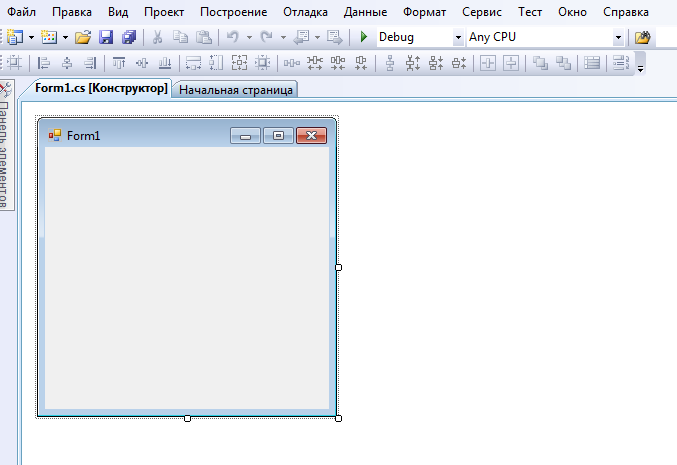 Файл Правка Вид Проект Построение Отладка Данные Формат Сервис Тест Окно Справка
Debug Any CPU
Form1.cs [Конструктор] Начальная страница
Панель элементов
Form1